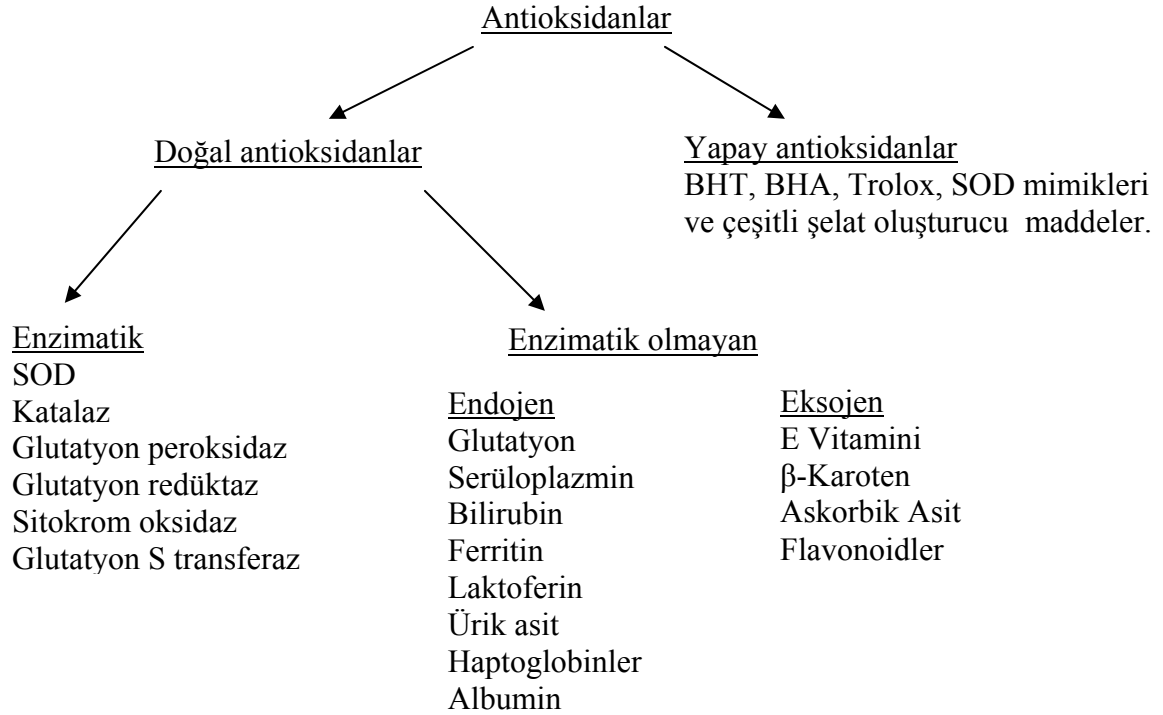 Antioksidanlar
Doğal antioksidanlar
Yapay antioksidanlar
BHT, BHA, Trolox, SOD mimikleri
ve çeşitli şelat oluşturucu maddeler.
Enzimatik
SOD
Katalaz
Glutatyon peroksidaz
Glutatyon redüktaz
Sitokrom oksidaz
Glutatyon S transferaz
Enzimatik olmayan
Endojen
Glutatyon
Serüloplazmin
Bilirubin
Ferritin
Laktoferin
Ürik asit
Haptoglobinler
Albumin
Eksojen
E Vitamini
β-Karoten
Askorbik Asit
Flavonoidler